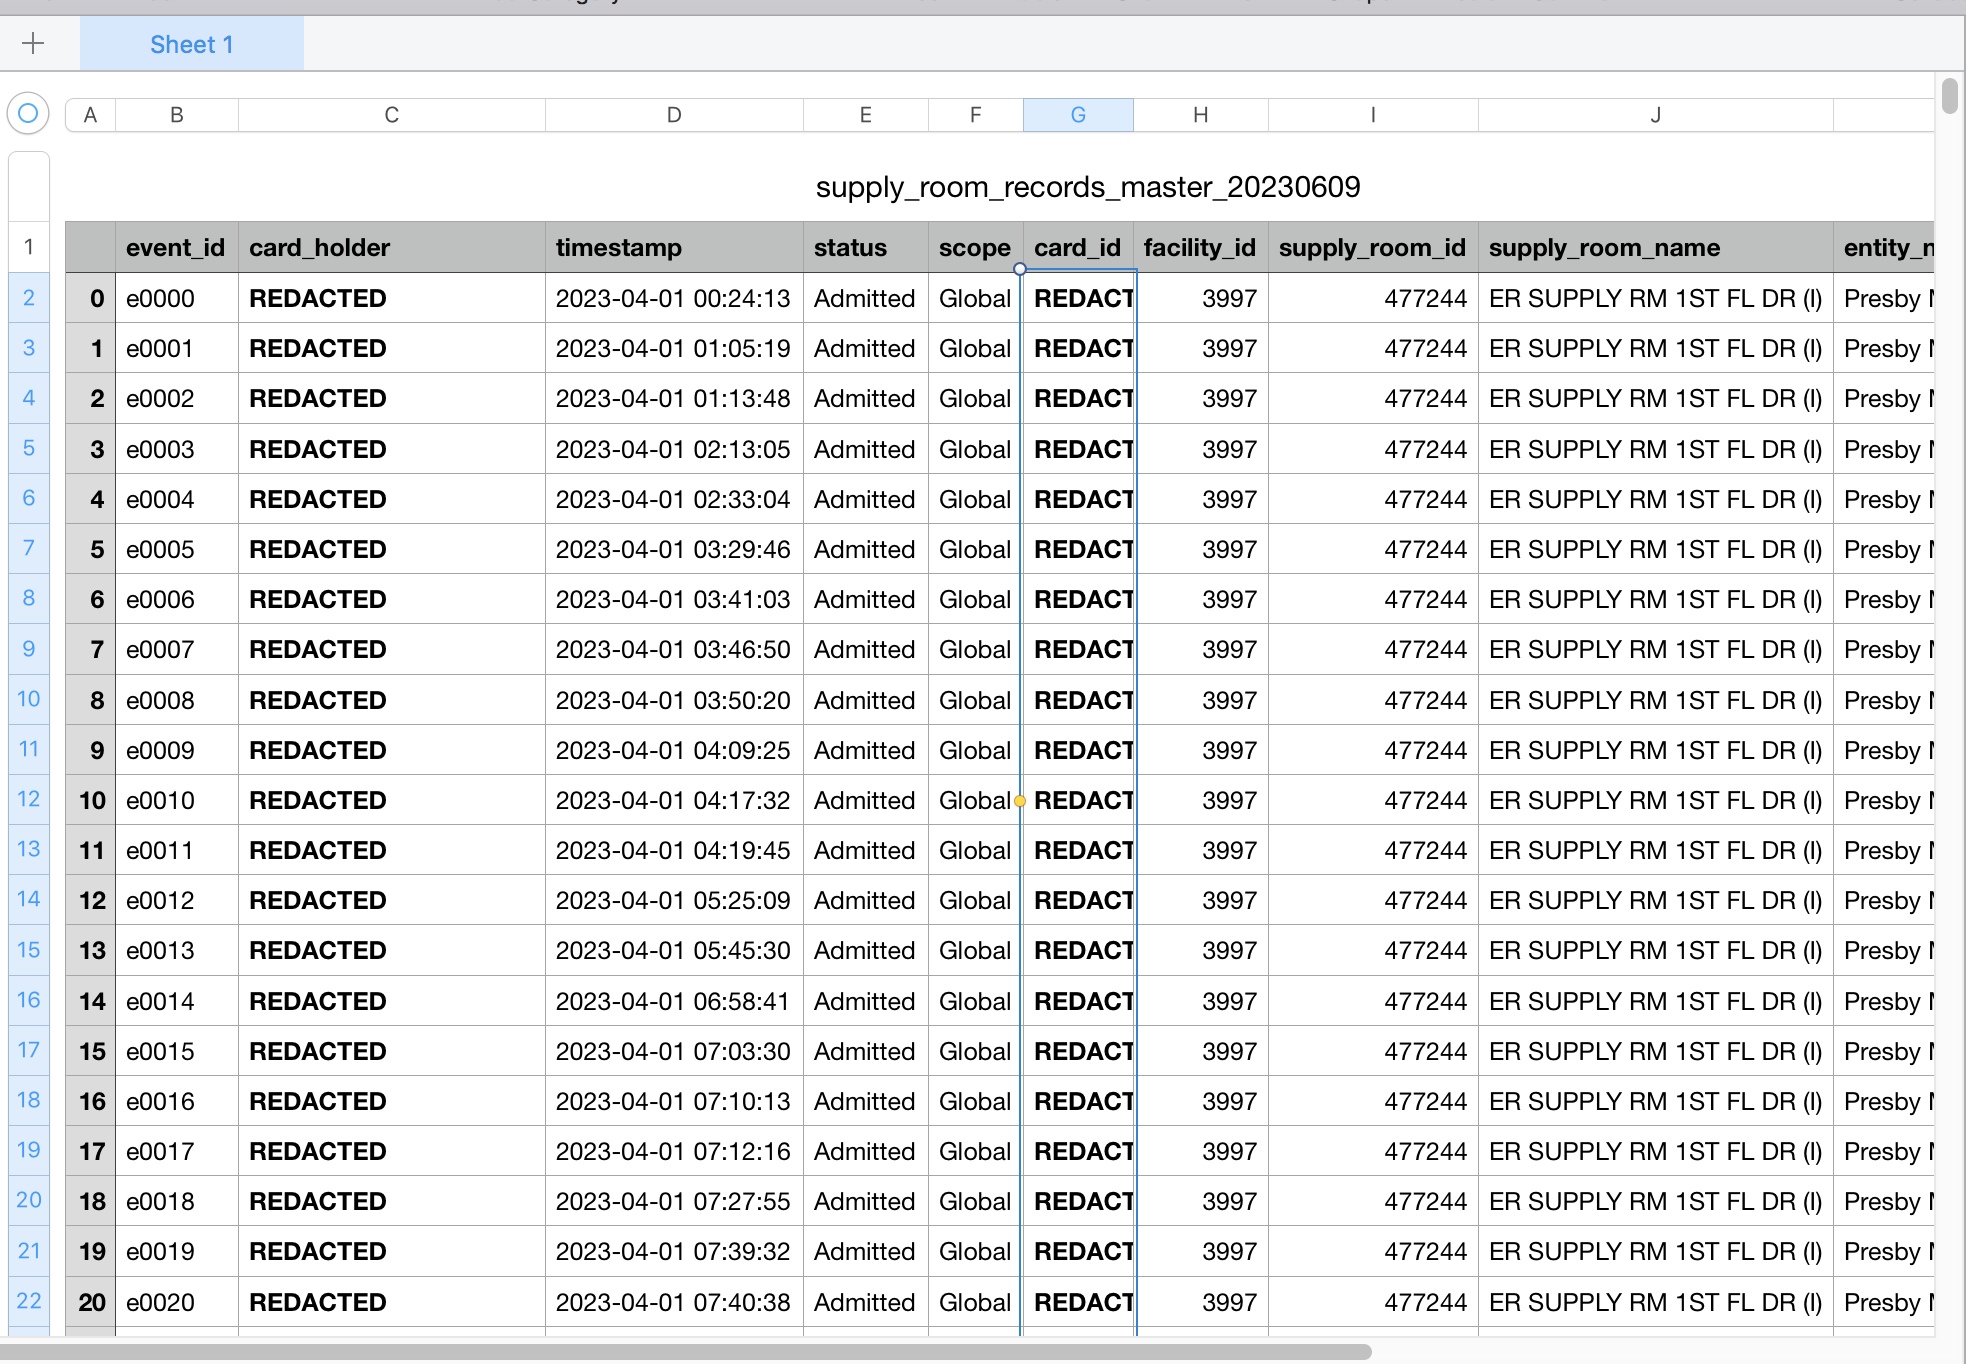 Sheet 1
A B C D E F G H I J
supply_room_records_master_20230609
1 event_id card_holder timestamp status scope card_id facility_id supply_room_id supply_room_name
2 0 e0000 REDACTED 2023-04-01 00:24:13 Admitted Global REDACT 3997 477244 ER SUPPLY RM 1ST FL DR (I) Presby
3 1 e0001 REDACTED 2023-04-01 01:05:19 Admitted Global REDACT 3997 477244 ER SUPPLY RM 1ST FL DR (I) Presby
4 2 e0002 REDACTED 2023-04-01 01:13:48 Admitted Global REDACT 3997 477244 ER SUPPLY RM 1ST FL DR (I) Presby
5 3 e0003 REDACTED 2023-04-01 02:13:05 Admitted Global REDACT 3997 477244 ER SUPPLY RM 1ST FL DR (I) Presby
6 4 e0004 REDACTED 2023-04-01 02:33:04 Admitted Global REDACT 3997 477244 ER SUPPLY RM 1ST FL DR (I) Presby
7 5 e0005 REDACTED 2023-04-01 03:29:46 Admitted Global REDACT 3997 477244 ER SUPPLY RM 1ST FL DR (I) Presby
8 6 e0006 REDACTED 2023-04-01 03:41:03 Admitted Global REDACT 3997 477244 ER SUPPLY RM 1ST FL DR (I) Presby
9 7 e0007 REDACTED 2023-04-01 03:46:50 Admitted Global REDACT 3997 477244 ER SUPPLY RM 1ST FL DR (I) Presby
10 8 e0008 REDACTED 2023-04-01 03:50:20 Admitted Global REDACT 3997 477244 ER SUPPLY RM 1ST FL DR (I) Presby
11 9 e0009 REDACTED 2023-04-01 04:09:25 Admitted Global REDACT 3997 477244 ER SUPPLY RM 1ST FL DR (I) Presby
12 10 e0010 REDACTED 2023-04-01 04:17:32 Admitted Global REDACT 3997 477244 ER SUPPLY RM 1ST FL DR (I) Presby
13 11 e0011 REDACTED 2023-04-01 04:19:45 Admitted Global REDACT 3997 477244 ER SUPPLY RM 1ST FL DR (I) Presby
14 12 e0012 REDACTED 2023-04-01 05:25:09 Admitted Global REDACT 3997 477244 ER SUPPLY RM 1ST FL DR (I) Presby
15 13 e0013 REDACTED 2023-04-01 05:45:30 Admitted Global REDACT 3997 477244 ER SUPPLY RM 1ST FL DR (I) Presby
16 14 e0014 REDACTED 2023-04-01 06:58:41 Admitted Global REDACT 3997 477244 ER SUPPLY RM 1ST FL DR (I) Presby
17 15 e0015 REDACTED 2023-04-01 07:03:30 Admitted Global REDACT 3997 477244 ER SUPPLY RM 1ST FL DR (I) Presby
18 16 e0016 REDACTED 2023-04-01 07:10:13 Admitted Global REDACT 3997 477244 ER SUPPLY RM 1ST FL DR (I) Presby
19 17 e0017 REDACTED 2023-04-01 07:12:16 Admitted Global REDACT 3997 477244 ER SUPPLY RM 1ST FL DR (I) Presby
20 18 e0018 REDACTED 2023-04-01 07:27:55 Admitted Global REDACT 3997 477244 ER SUPPLY RM 1ST FL DR (I) Presby
21 19 e0019 REDACTED 2023-04-01 07:39:32 Admitted Global REDACT 3997 477244 ER SUPPLY RM 1ST FL DR (I) Presby
22 20 e0020 REDACTED 2023-04-01 07:40:38 Admitted Global REDACT 3997 477244 ER SUPPLY RM 1ST FL DR (I) Presby